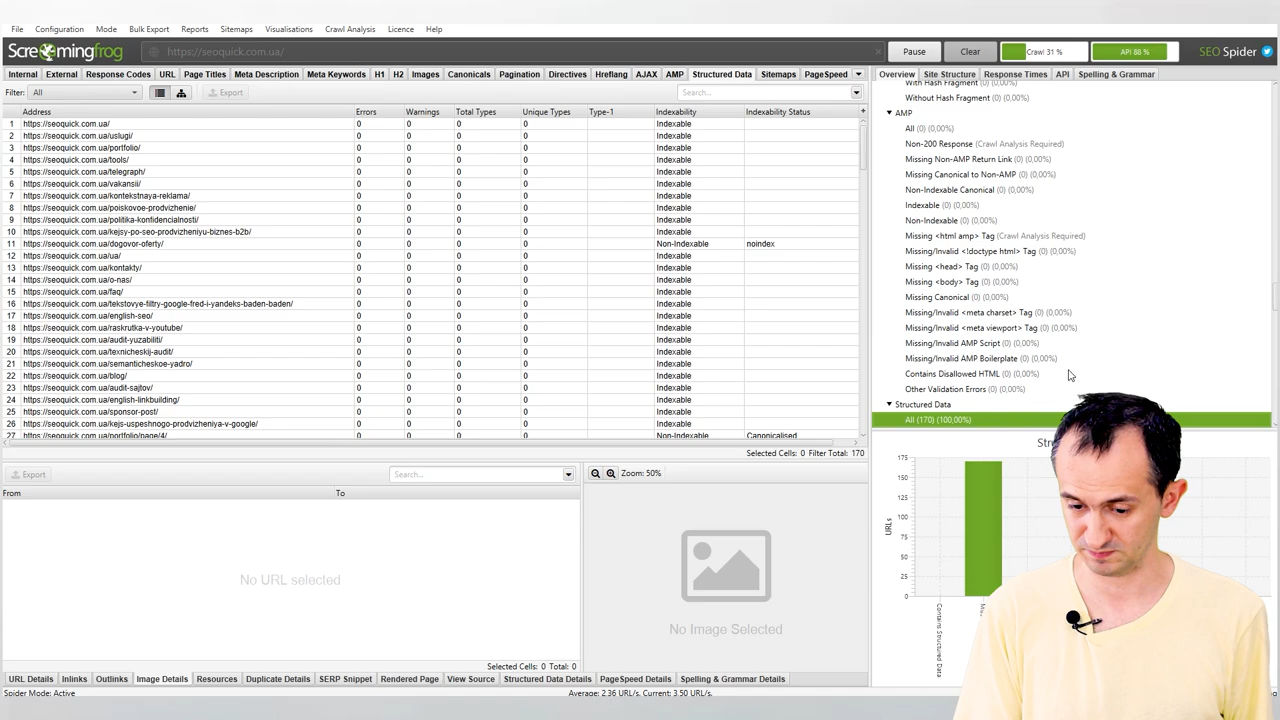 File Configuration Mode Bulk Export Reports Sitemaps Visualisations Crawl Analysis Licence Help
Screamingfrog https://seoquick.com.ua/ Pause Clear Crawl 31 % API 88 % SEO Spider
Internal External Response Codes URL Page Titles Meta Description Meta Keywords H1 H2 Images Canonicals Pagination Directives Hreflang AJAX AMP Structured Data Sitemaps PageSpeed
Filter: All Export Search...
Address Errors Warnings Total Types Unique Types Type-1 Indexability Indexability Status
1 https://seoquick.com.ua/ 0 0 0 0 Indexable
2 https://seoquick.com.ua/uslugi/ 0 0 0 0 Indexable
3 https://seoquick.com.ua/portfolio/ 0 0 0 0 Indexable
4 https://seoquick.com.ua/tools/ 0 0 0 0 Indexable
5 https://seoquick.com.ua/telegraph/ 0 0 0 0 Indexable
6 https://seoquick.com.ua/vakansii/ 0 0 0 0 Indexable
7 https://seoquick.com.ua/kontekstnaya-reklama/ 0 0 0 0 Indexable
8 https://seoquick.com.ua/poiskovoe-prodvizhenie/ 0 0 0 0 Indexable
9 https://seoquick.com.ua/politika-konfidencialnosti/ 0 0 0 0 Indexable
10 https://seoquick.com.ua/kejsy-po-seo-prodvizheniyu-biznes-b2b/ 0 0 0 0 Indexable
11 https://seoquick.com.ua/dogovor-oferty/ 0 0 0 0 Non-Indexable noindex
12 https://seoquick.com.ua/ua/ 0 0 0 0 Indexable
13 https://seoquick.com.ua/kontakty/ 0 0 0 0 Indexable
14 https://seoquick.com.ua/o-nas/ 0 0 0 0 Indexable
15 https://seoquick.com.ua/faq/ 0 0 0 0 Indexable
16 https://seoquick.com.ua/tekstovye-filtry-google-fred-i-yandeks-baden-baden/ 0 0 0 0 Indexable
17 https://seoquick.com.ua/english-seo/ 0 0 0 0 Indexable
18 https://seoquick.com.ua/raskrutka-v-youtube/ 0 0 0 0 Indexable
19 https://seoquick.com.ua/audit-yuzabiliti/ 0 0 0 0 Indexable
20 https://seoquick.com.ua/texnicheskij-audit/ 0 0 0 0 Indexable
21 https://seoquick.com.ua/semanticheskoe-yadro/ 0 0 0 0 Indexable
22 https://seoquick.com.ua/blog/ 0 0 0 0 Indexable
23 https://seoquick.com.ua/audit-sajtov/ 0 0 0 0 Indexable
24 https://seoquick.com.ua/english-linkbuilding/ 0 0 0 0 Indexable
25 https://seoquick.com.ua/sponsor-post/ 0 0 0 0 Indexable
26 https://seoquick.com.ua/kejs-uspeshnogo-prodvizheniya-v-google/ 0 0 0 0 Indexable
27 https://seoquick.com.ua/portfolio/page/4/ 0 0 0 0 Non-Indexable Canonicalised
Selected Cells: 0 Filter Total: 170
Export Search...
From To
No URL selected
Selected Cells: 0 Total: 0
Zoom: 50%
No Image Selected
URL Details Inlinks Outlinks Image Details Resources Duplicate Details SERP Snippet Rendered Page View Source Structured Data Details PageSpeed Details Spelling & Grammar Details
Spider Mode: Active Average: 2.36 URL/s. Current: 3.50 URL/s.
Overview Site Structure Response Times API Spelling & Grammar
With Hash Fragment (0) (0,00%)
Without Hash Fragment (0) (0,00%)
AMP
All (0) (0,00%)
Non-200 Response (Crawl Analysis Required)
Missing Non-AMP Return Link (0) (0,00%)
Missing Canonical to Non-AMP (0) (0,00%)
Non-Indexable Canonical (0) (0,00%)
Indexable (0) (0,00%)
Non-Indexable (0) (0,00%)
Missing <html amp> Tag (Crawl Analysis Required)
Missing/Invalid <!doctype html> Tag (0) (0,00%)
Missing <head> Tag (0) (0,00%)
Missing <body> Tag (0) (0,00%)
Missing Canonical (0) (0,00%)
Missing/Invalid <meta charset> Tag (0) (0,00%)
Missing/Invalid <meta viewport> Tag (0) (0,00%)
Missing/Invalid AMP Script (0) (0,00%)
Missing/Invalid AMP Boilerplate (0) (0,00%)
Contains Disallowed HTML (0) (0,00%)
Other Validation Errors (0) (0,00%)
Structured Data
All (170) (100,00%)
175
150
125
100
75
50
25
0
URLs
Contains Structured Data